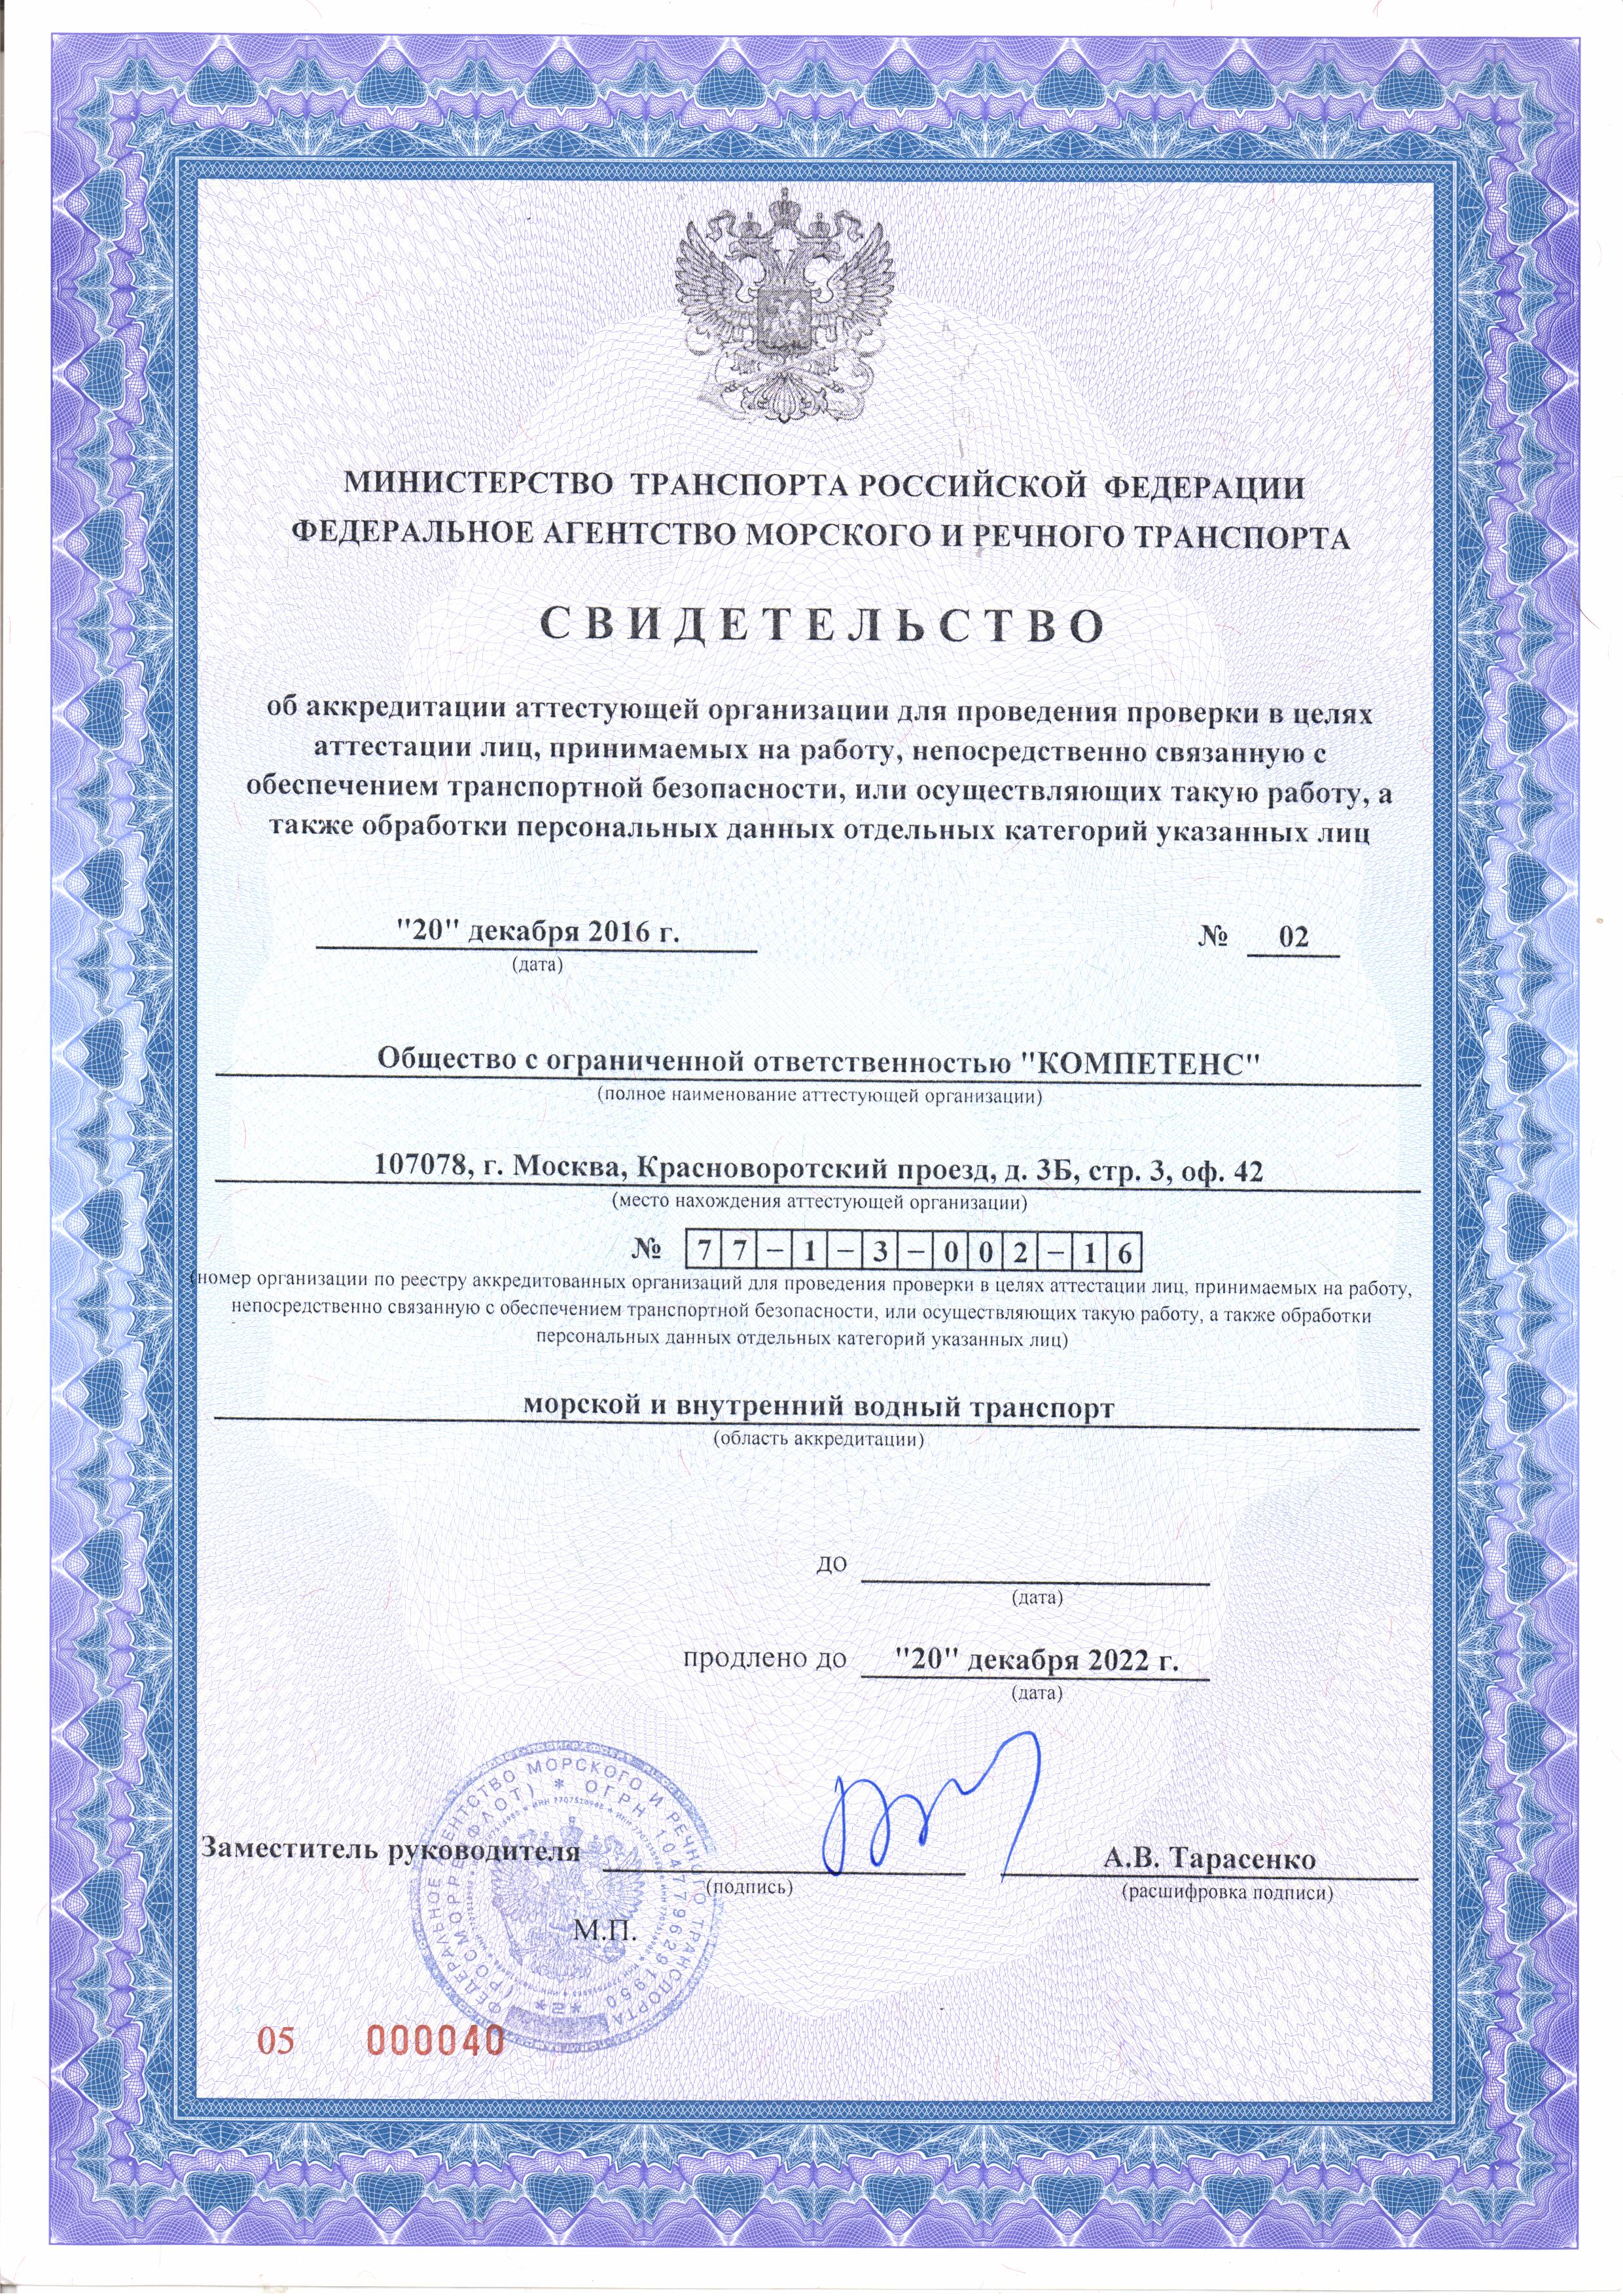 МИНИСТЕРСТВО ТРАНСПОРТА РОССИЙСКОЙ ФЕДЕРАЦИИ
ФЕДЕРАЛЬНОЕ АГЕНТСТВО МОРСКОГО И РЕЧНОГО ТРАНСПОРТА
СВИДЕТЕЛЬСТВО
об аккредитации аттестующей организации для проведения проверки в целях
аттестации лиц, принимаемых на работу, непосредственно связанную с
обеспечением транспортной безопасности, или осуществляющих такую работу, а
также обработки персональных данных отдельных категорий указанных лиц
"20" декабря 2016 г. № 02
(дата)
Общество с ограниченной ответственностью "КОМПЕТЕНС"
(полное наименование аттестующей организации)
107078, г. Москва, Красноворотский проезд, д. 3Б, стр. 3, оф. 42
(место нахождения аттестующей организации)
№ 77-1-3-002-16
(номер организации по реестру аккредитованных организаций для проведения проверки в целях аттестации лиц, принимаемых на работу,
непосредственно связанную с обеспечением транспортной безопасности, или осуществляющих такую работу, а также обработки
персональных данных отдельных категорий указанных лиц)
морской и внутренний водный транспорт
(область аккредитации)
до
(дата)
продлено до "20" декабря 2022 г.
(дата)
Заместитель руководителя А.В. Тарасенко
(подпись) (расшифровка подписи)
М.П.
ФЕДЕРАЛЬНОЕ АГЕНТСТВО МОРСКОГО И РЕЧНОГО ТРАНСПОРТА
(РОСМОРРЕЧФЛОТ) * ОГРН 1047796291950
*2*
05 000040